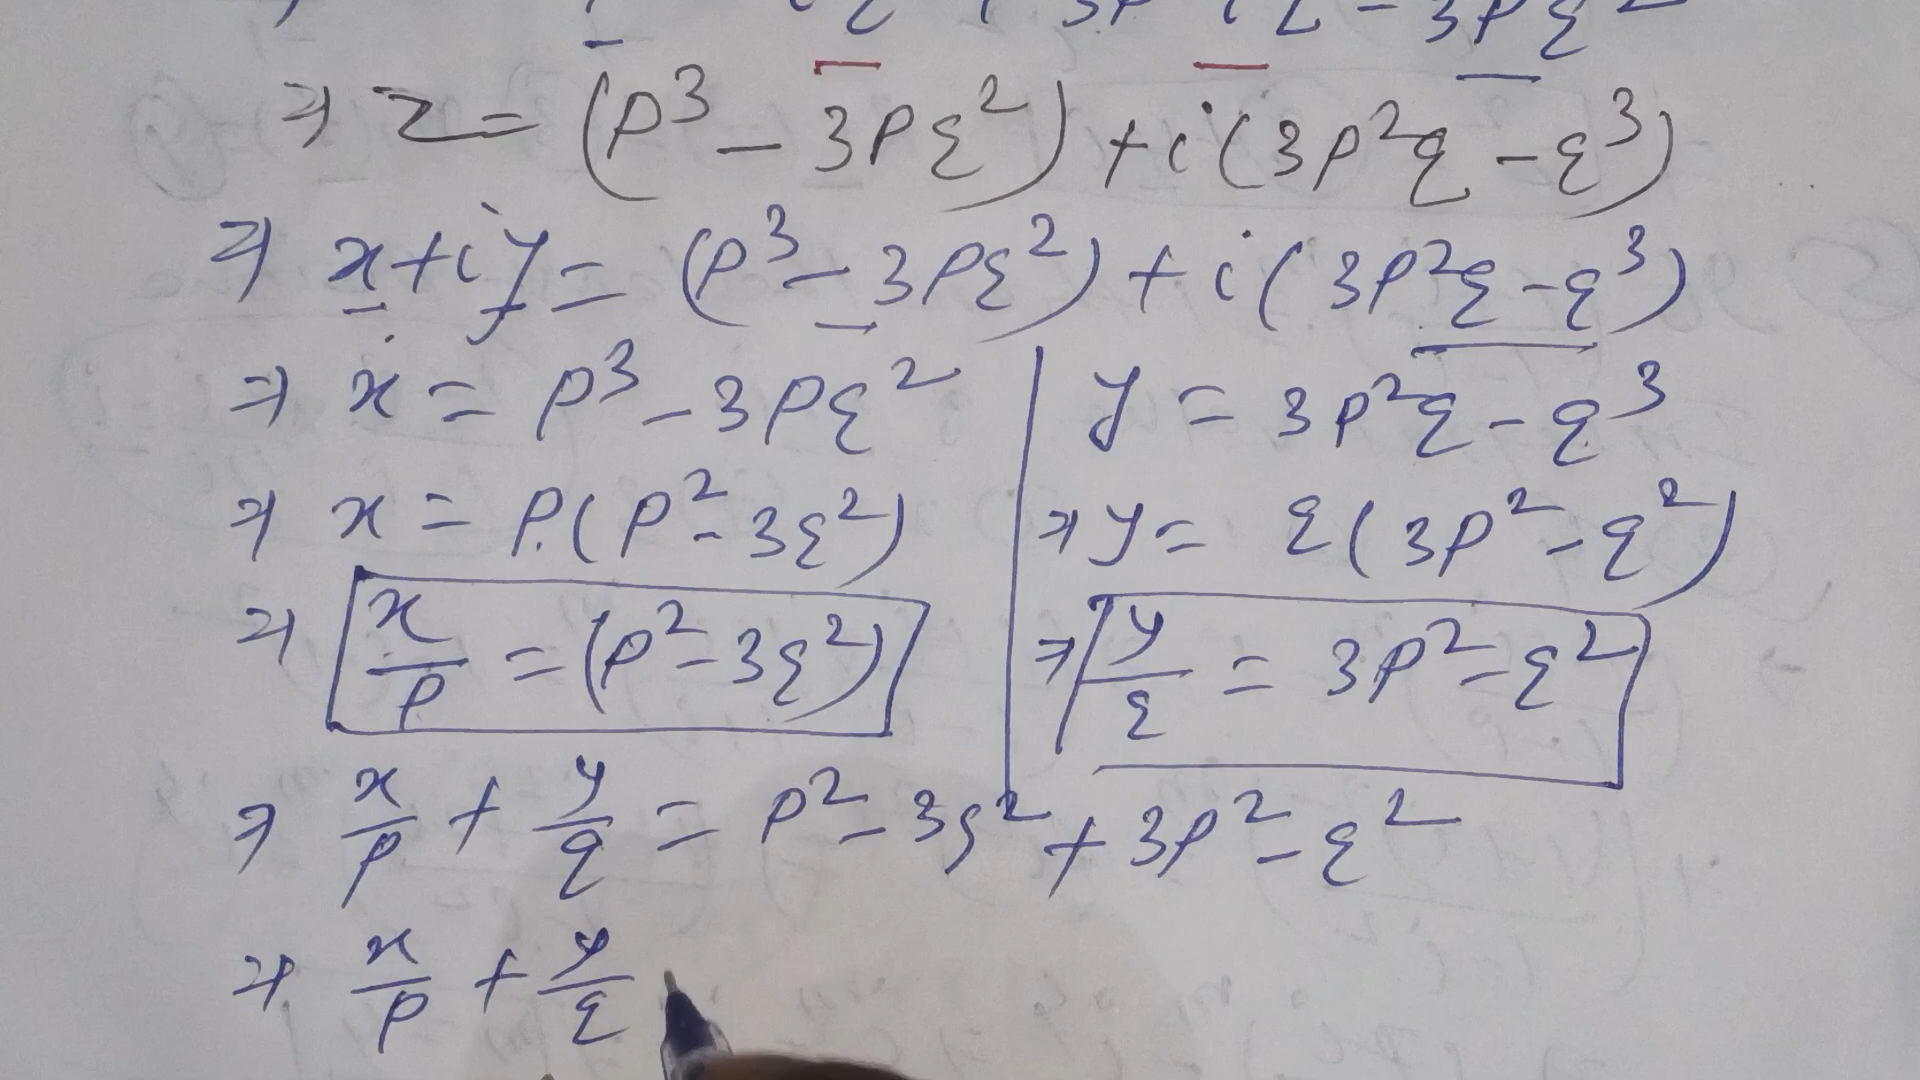 ⇒ z = (p³ - 3pq²) + i(3p²q - q³)
⇒ x + iy = (p³ - 3pq²) + i(3p²q - q³)
⇒ x = p³ - 3pq² | y = 3p²q - q³
⇒ x = p.(p² - 3q²) | ⇒ y = q(3p² - q²)
⇒ x/p = (p² - 3q²) | ⇒ y/q = 3p² - q²
⇒ x/p + y/q = p² - 3q² + 3p² - q²
⇒ x/p + y/q